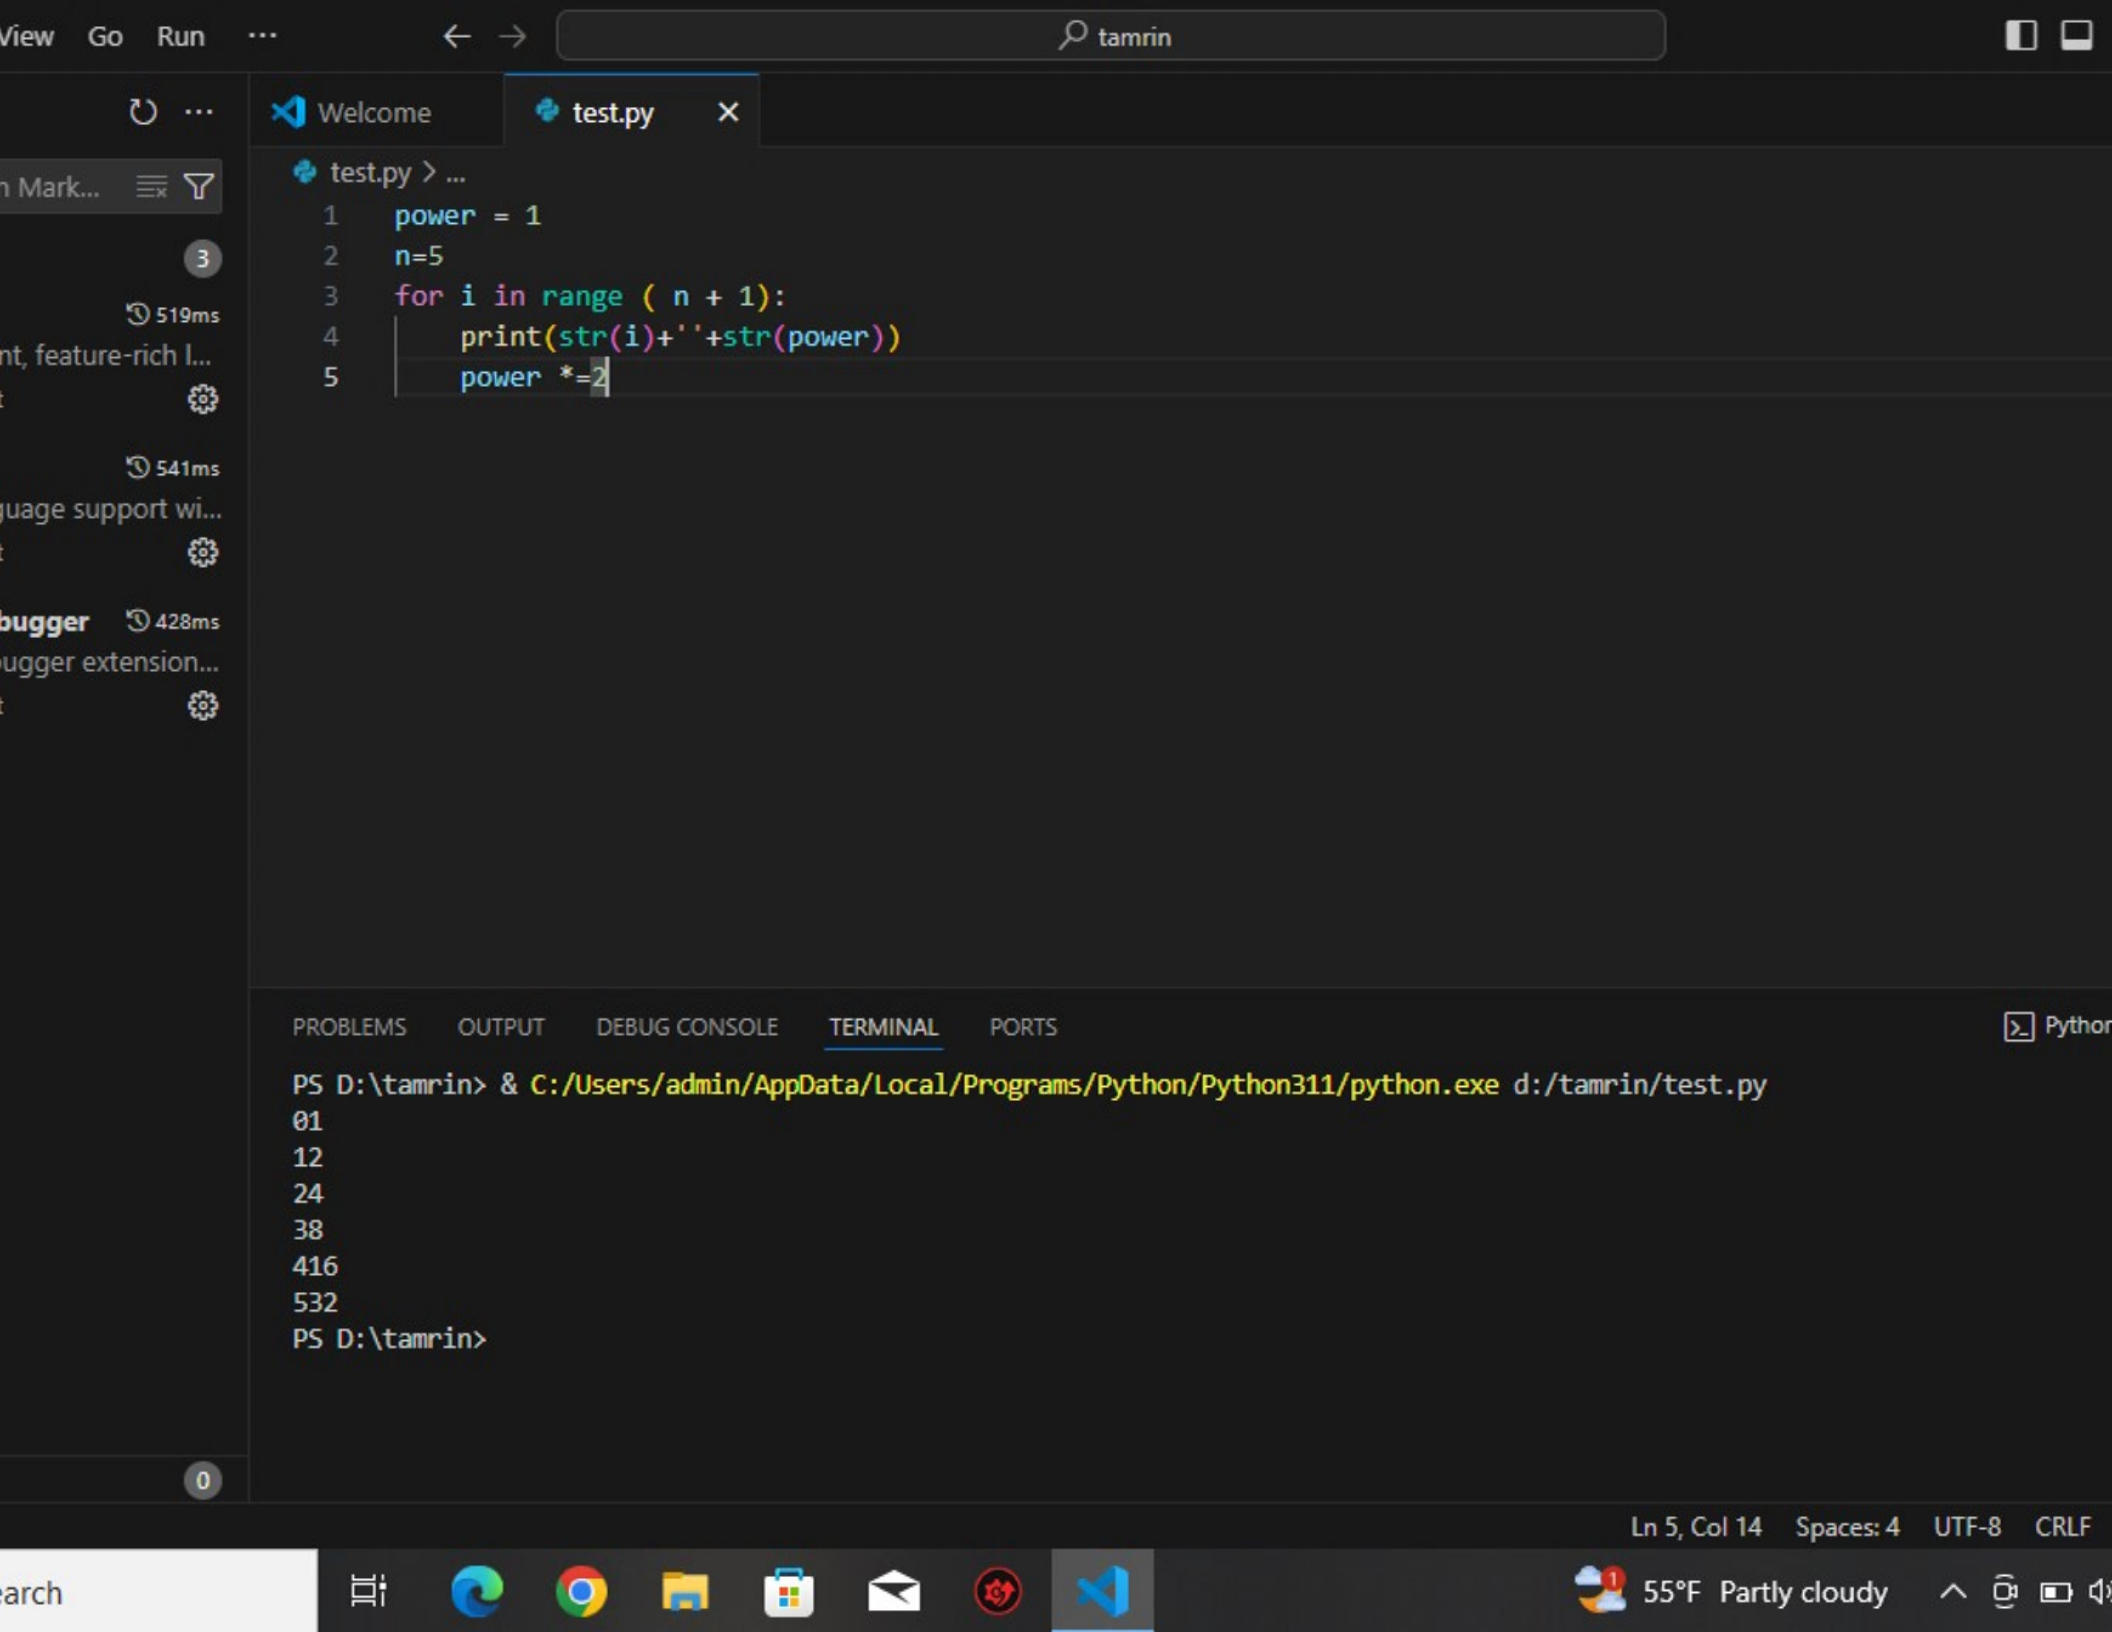 View Go Run ...
tamrin
Welcome
test.py
n Mark...
test.py > ...
3
519ms
nt, feature-rich l...
t
541ms
guage support wi...
t
bugger 428ms
bugger extension...
t
1 power = 1
2 n=5
3 for i in range ( n + 1):
4 print(str(i)+''+str(power))
5 power *=2
PROBLEMS OUTPUT DEBUG CONSOLE TERMINAL PORTS
Python
PS D:\tamrin> & C:/Users/admin/AppData/Local/Programs/Python/Python311/python.exe d:/tamrin/test.py
01
12
24
38
416
532
PS D:\tamrin>
0
Ln 5, Col 14 Spaces: 4 UTF-8 CRLF
earch
1
55°F Partly cloudy